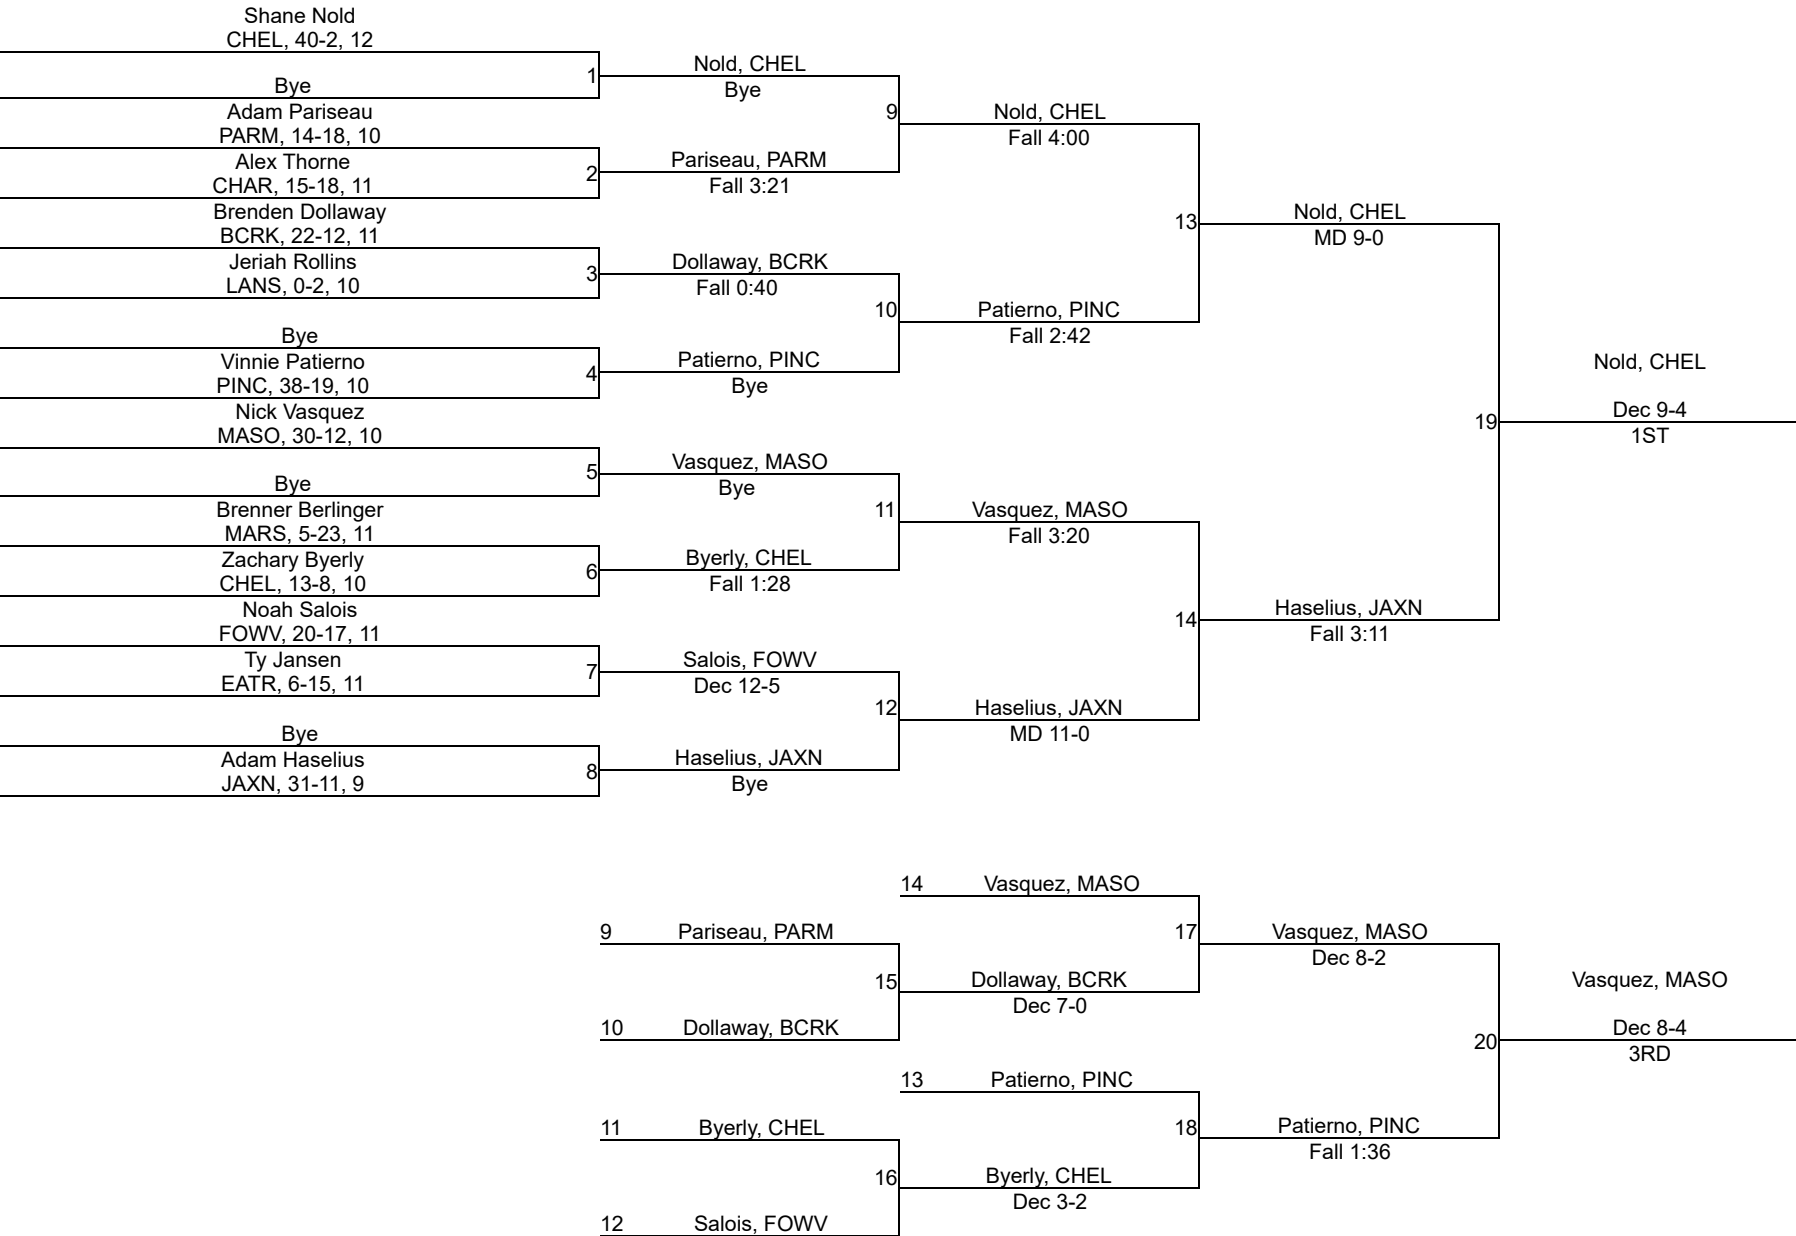 Shane Nold
CHEL, 40-2, 12
1
Bye
Adam Pariseau
PARM, 14-18, 10
2
Alex Thorne
CHAR, 15-18, 11
Brenden Dollaway
BCRK, 22-12, 11
3
Jeriah Rollins
LANS, 0-2, 10
Bye
4
Vinnie Patierno
PINC, 38-19, 10
Nick Vasquez
MASO, 30-12, 10
5
Bye
Brenner Berlinger
MARS, 5-23, 11
6
Zachary Byerly
CHEL, 13-8, 10
Noah Salois
FOWV, 20-17, 11
7
Ty Jansen
EATR, 6-15, 11
Bye
8
Adam Haselius
JAXN, 31-11, 9
Nold, CHEL
Bye
9
Pariseau, PARM
Fall 3:21
Dollaway, BCRK
Fall 0:40
10
Patierno, PINC
Bye
Vasquez, MASO
Bye
11
Byerly, CHEL
Fall 1:28
Salois, FOWV
Dec 12-5
12
Haselius, JAXN
Bye
Nold, CHEL
Fall 4:00
13
Patierno, PINC
Fall 2:42
Vasquez, MASO
Fall 3:20
14
Haselius, JAXN
MD 11-0
Nold, CHEL
MD 9-0
19
Haselius, JAXN
Fall 3:11
Nold, CHEL
Dec 9-4
1ST
9 Pariseau, PARM
15
10 Dollaway, BCRK
11 Byerly, CHEL
16
12 Salois, FOWV
14 Vasquez, MASO
17
Dollaway, BCRK
Dec 7-0
13 Patierno, PINC
18
Byerly, CHEL
Dec 3-2
Vasquez, MASO
Dec 8-2
20
Patierno, PINC
Fall 1:36
Vasquez, MASO
Dec 8-4
3RD